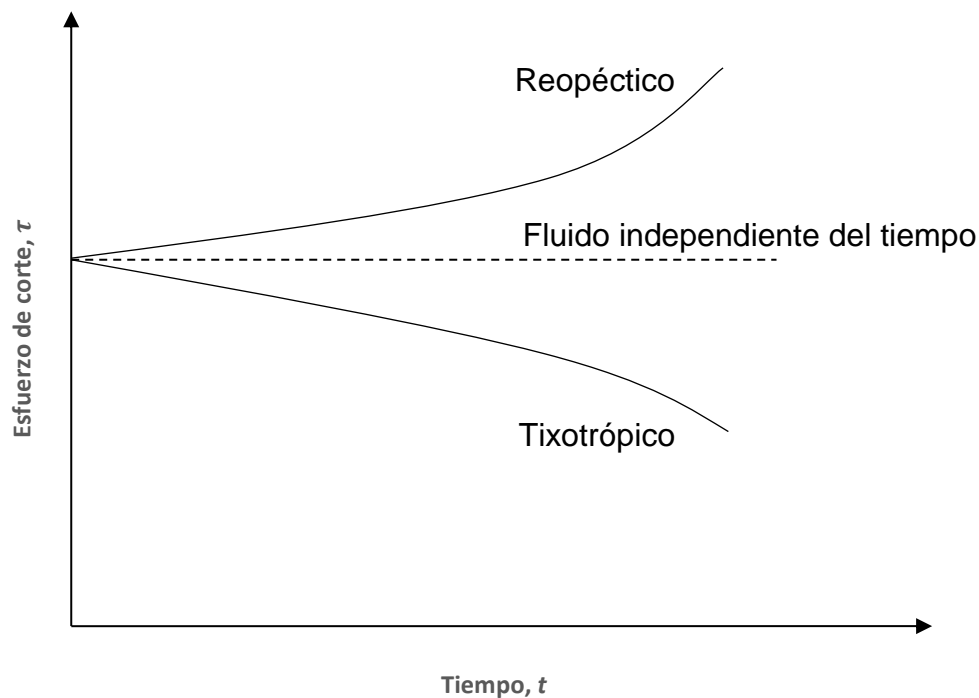 Reopéctico
Fluido independiente del tiempo
Esfuerzo de corte, τ
Tixotrópico
Tiempo, t